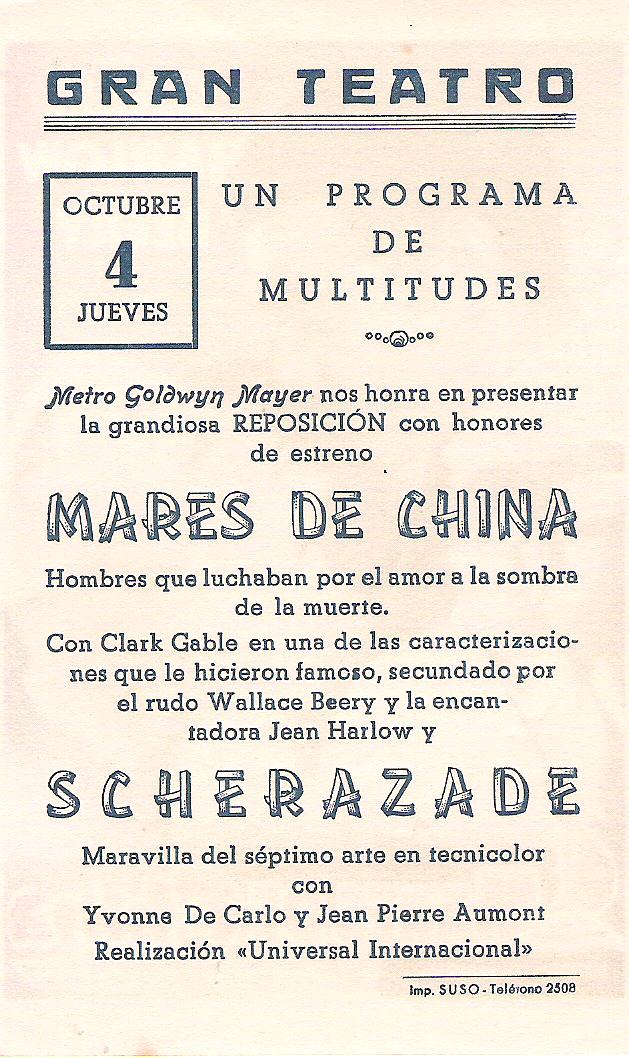 GRAN TEATRO
OCTUBRE
4
JUEVES
UN PROGRAMA
DE
MULTITUDES
Metro Goldwyn Mayer nos honra en presentar
la grandiosa REPOSICIÓN con honores
de estreno
MARES DE CHINA
Hombres que luchaban por el amor a la sombra
de la muerte.
Con Clark Gable en una de las caracterizacio-
nes que le hicieron famoso, secundado por
el rudo Wallace Beery y la encan-
tadora Jean Harlow y
SCHERAZADE
Maravilla del séptimo arte en tecnicolor
con
Yvonne De Carlo y Jean Pierre Aumont
Realización «Universal Internacional»
Imp. SUSO - Teléfono 2508